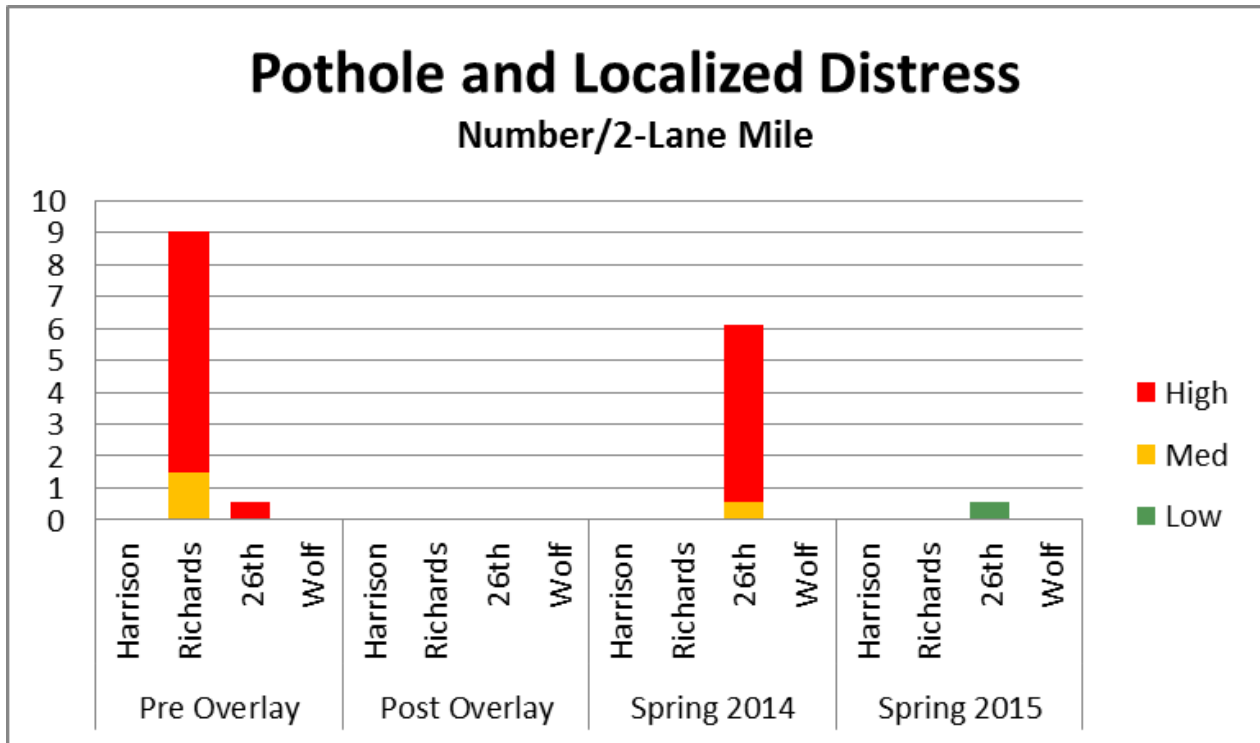 Pothole and Localized Distress
Number/2-Lane Mile
10
9
8
7
6
5
4
3
2
1
0
High
Med
Low
Harrison
Richards
26th
Wolf
Harrison
Richards
26th
Wolf
Harrison
Richards
26th
Wolf
Harrison
Richards
26th
Wolf
Pre Overlay
Post Overlay
Spring 2014
Spring 2015